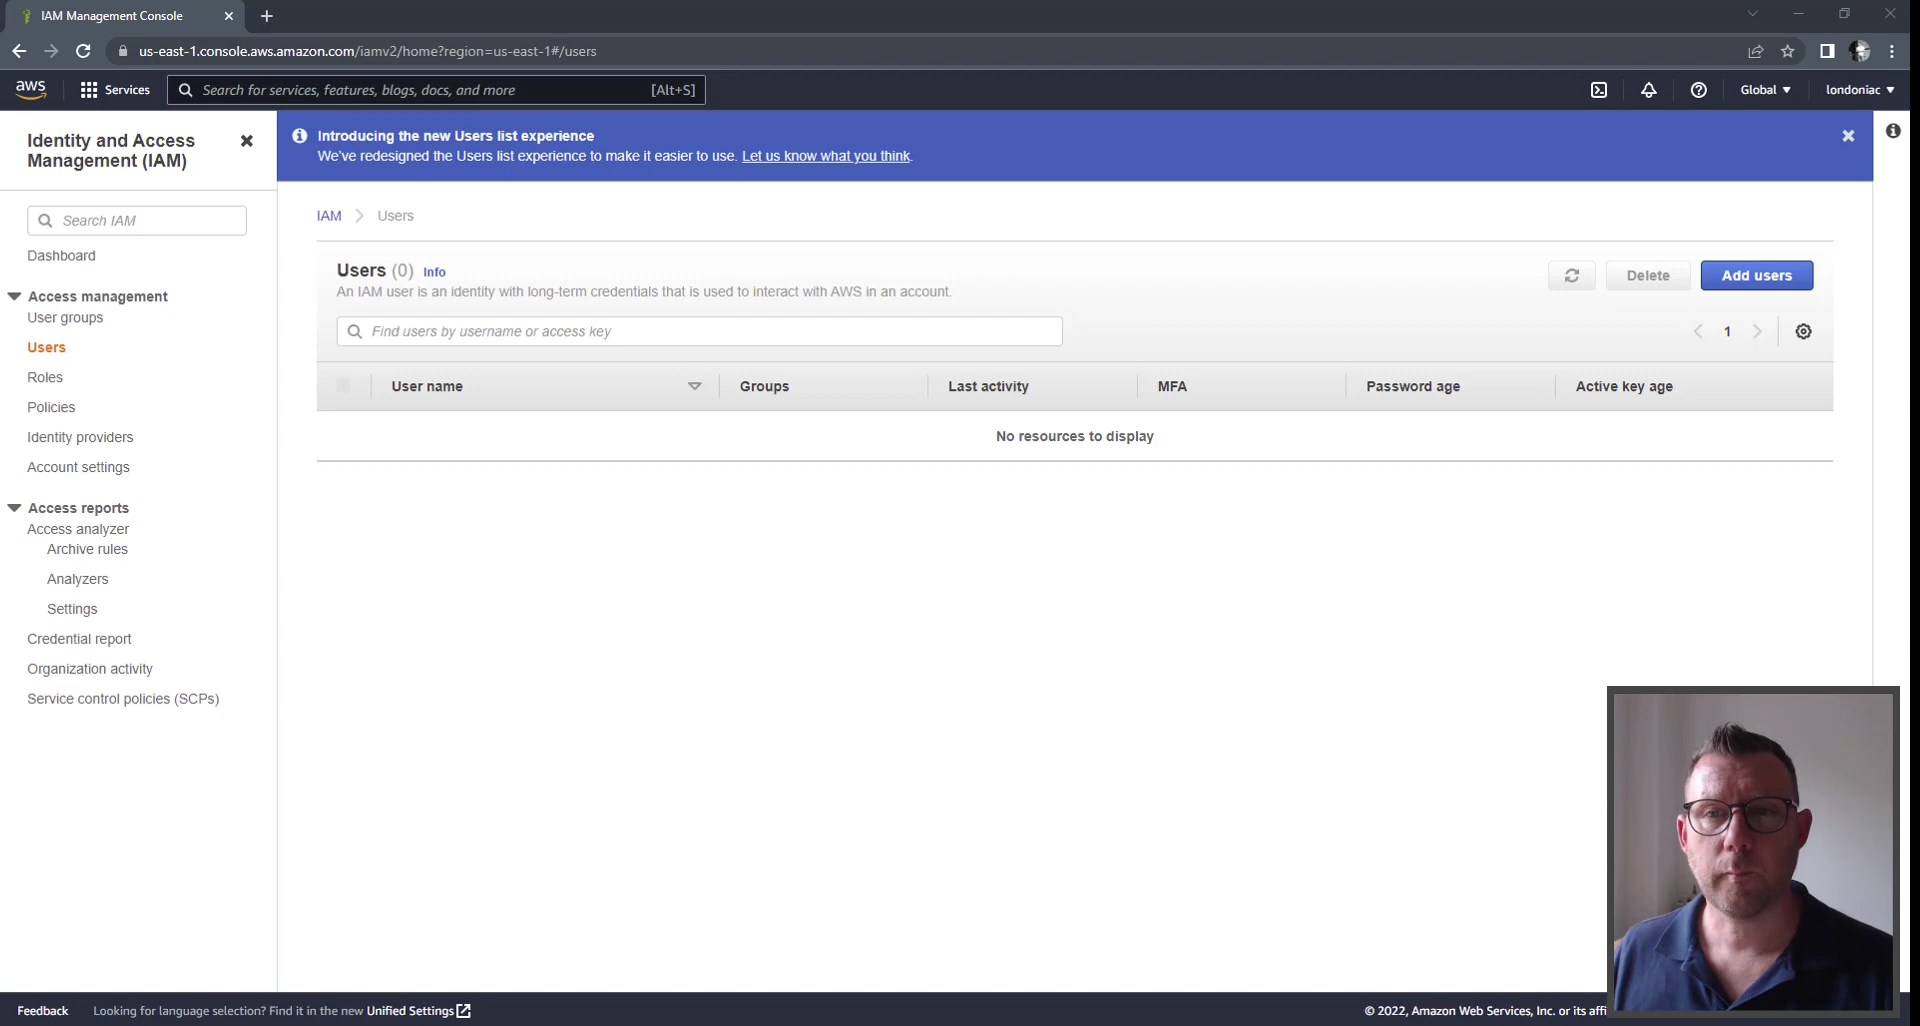 IAM Management Console
us-east-1.console.aws.amazon.com/iamv2/home?region=us-east-1#/users
aws
Services
Search for services, features, blogs, docs, and more
[Alt+S]
Global
londoniac
Identity and Access
Management (IAM)
Search IAM
Dashboard
Access management
User groups
Users
Roles
Policies
Identity providers
Account settings
Access reports
Access analyzer
Archive rules
Analyzers
Settings
Credential report
Organization activity
Service control policies (SCPs)
Introducing the new Users list experience
We've redesigned the Users list experience to make it easier to use. Let us know what you think.
IAM > Users
Users (0) Info
An IAM user is an identity with long-term credentials that is used to interact with AWS in an account.
Delete
Add users
Find users by username or access key
1
User name Groups Last activity MFA Password age Active key age
No resources to display
Feedback
Looking for language selection? Find it in the new Unified Settings
© 2022, Amazon Web Services, Inc. or its affi